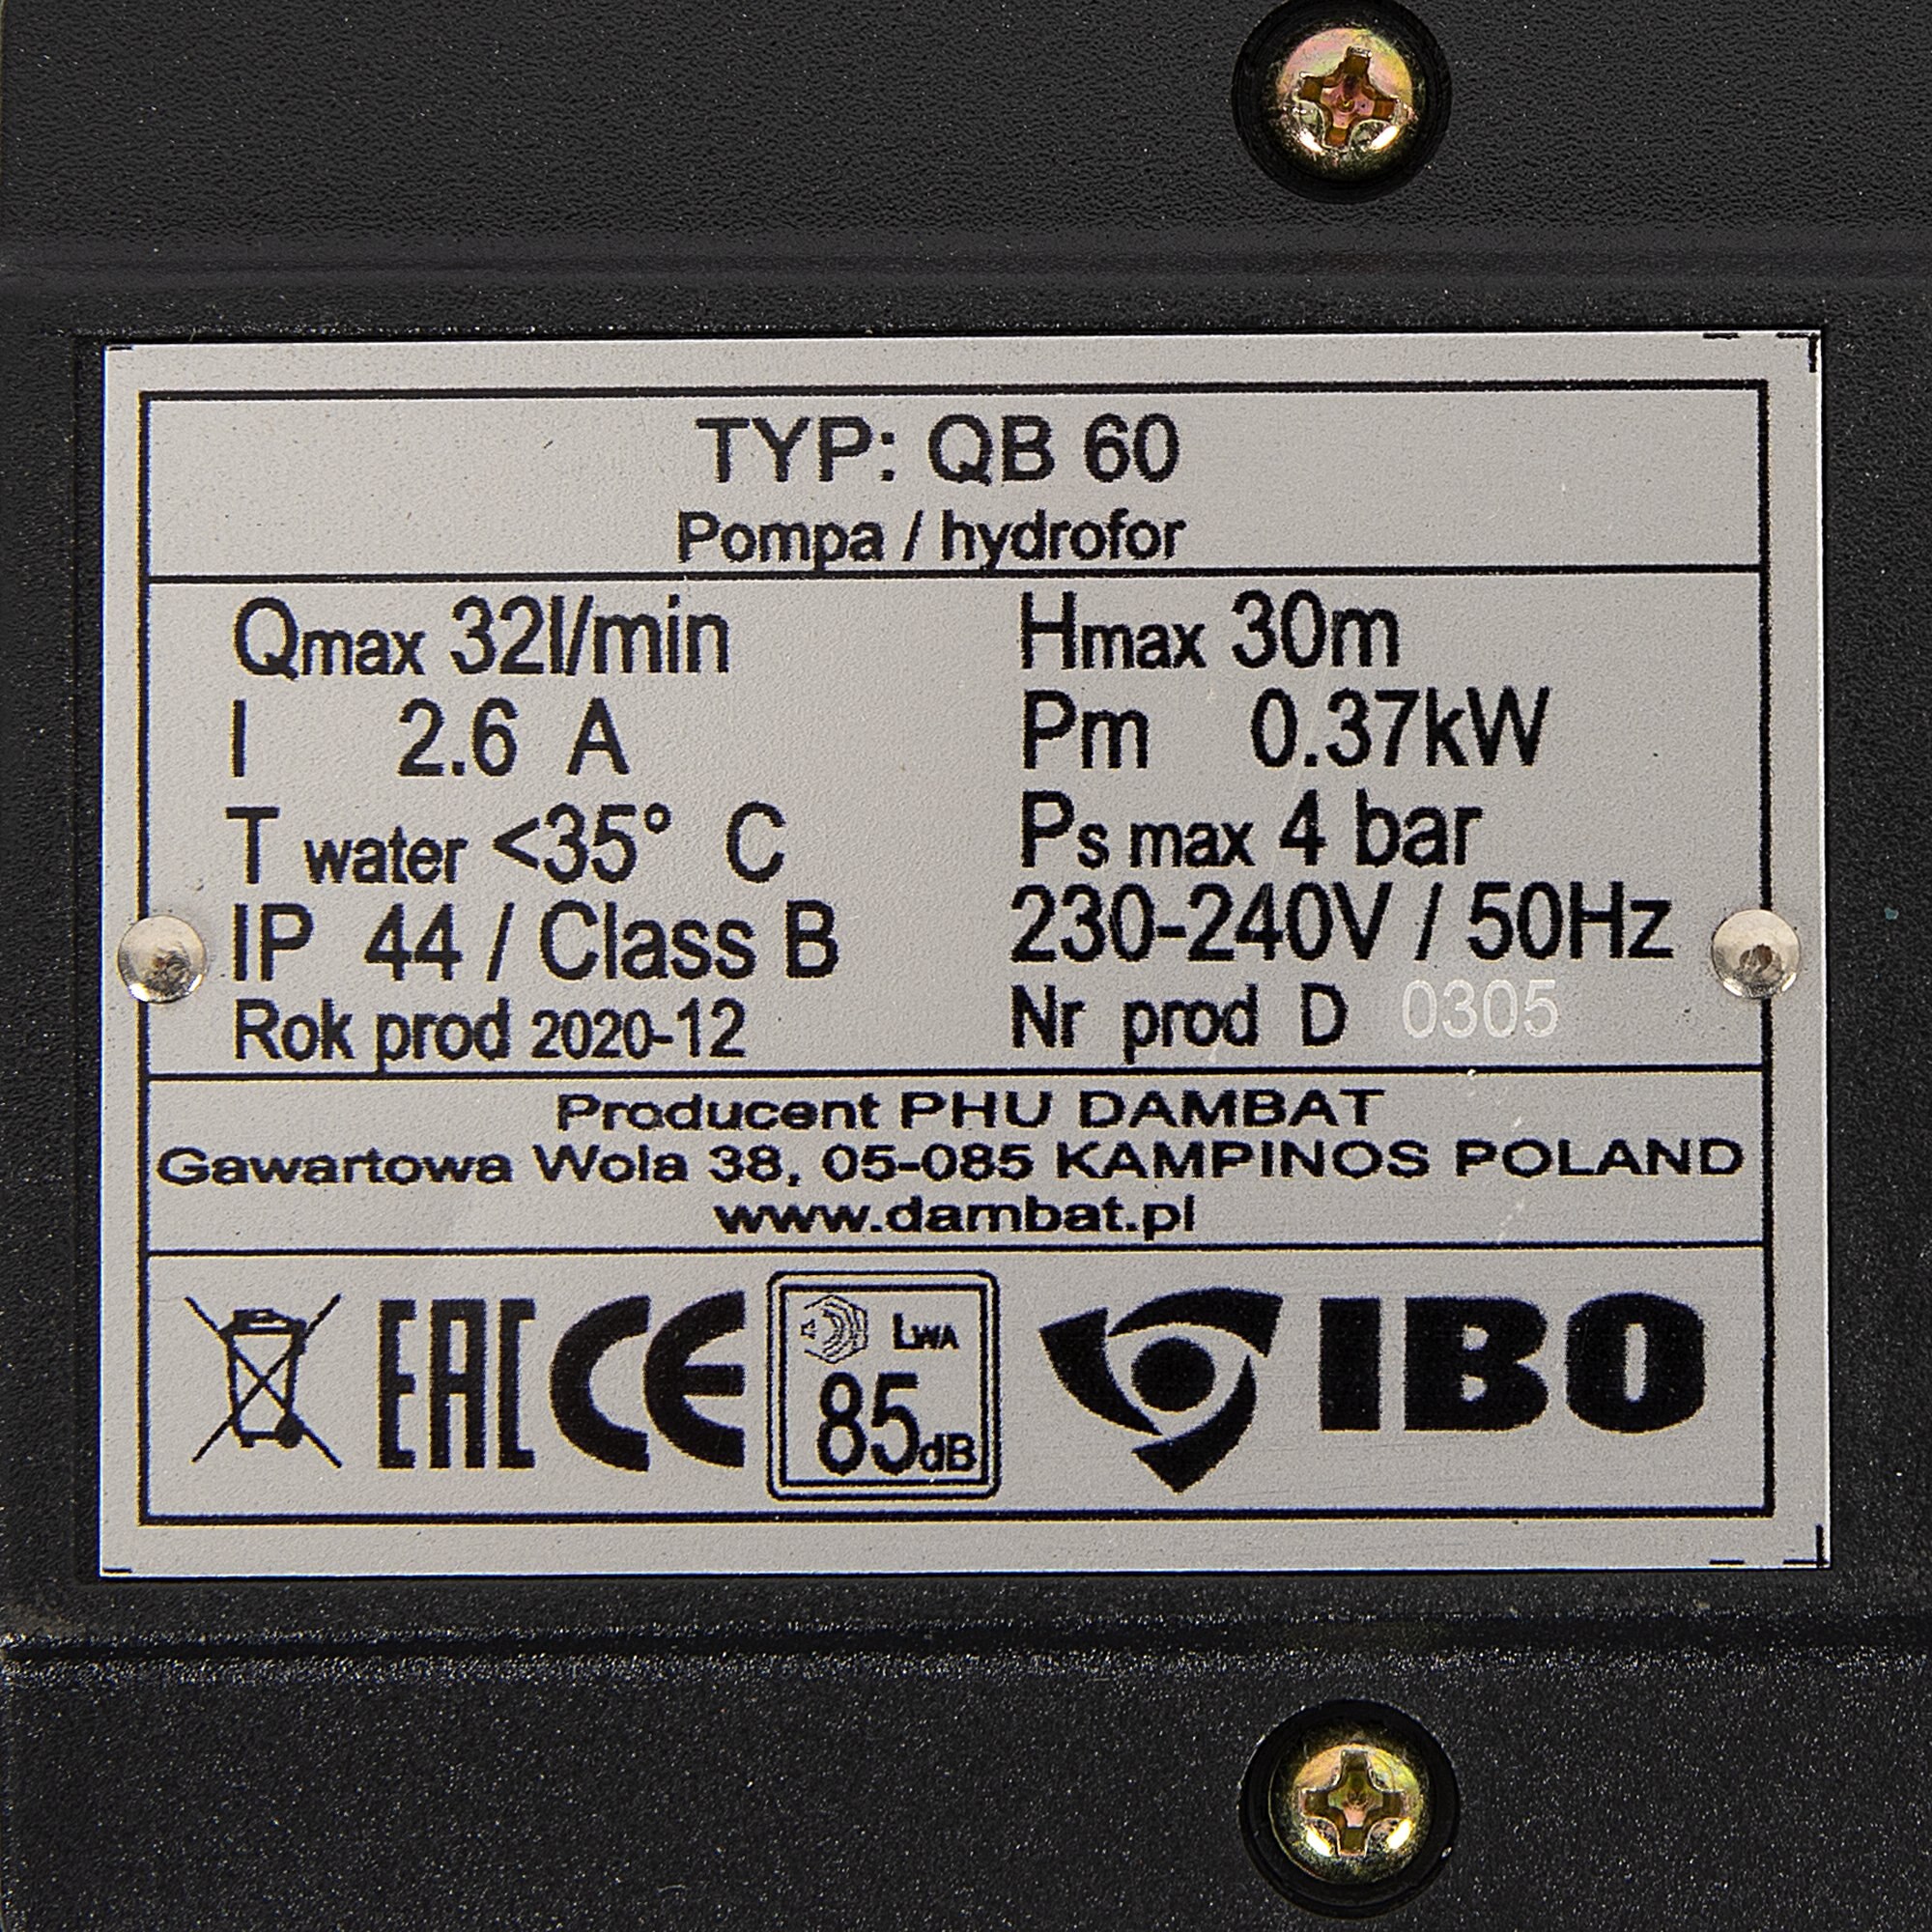 TYP: QB 60
Pompa / hydrofor
Qmax 32l/min
Hmax 30m
I 2.6 A
Pm 0.37kW
T water <35° C
Ps max 4 bar
IP 44 / Class B
230-240V / 50Hz
Rok prod 2020-12
Nr prod D 0305
Producent PHU DAMBAT
Gawartowa Wola 38, 05-085 KAMPINOS POLAND
www.dambat.pl
EAC CE
LWA
85dB
IBO